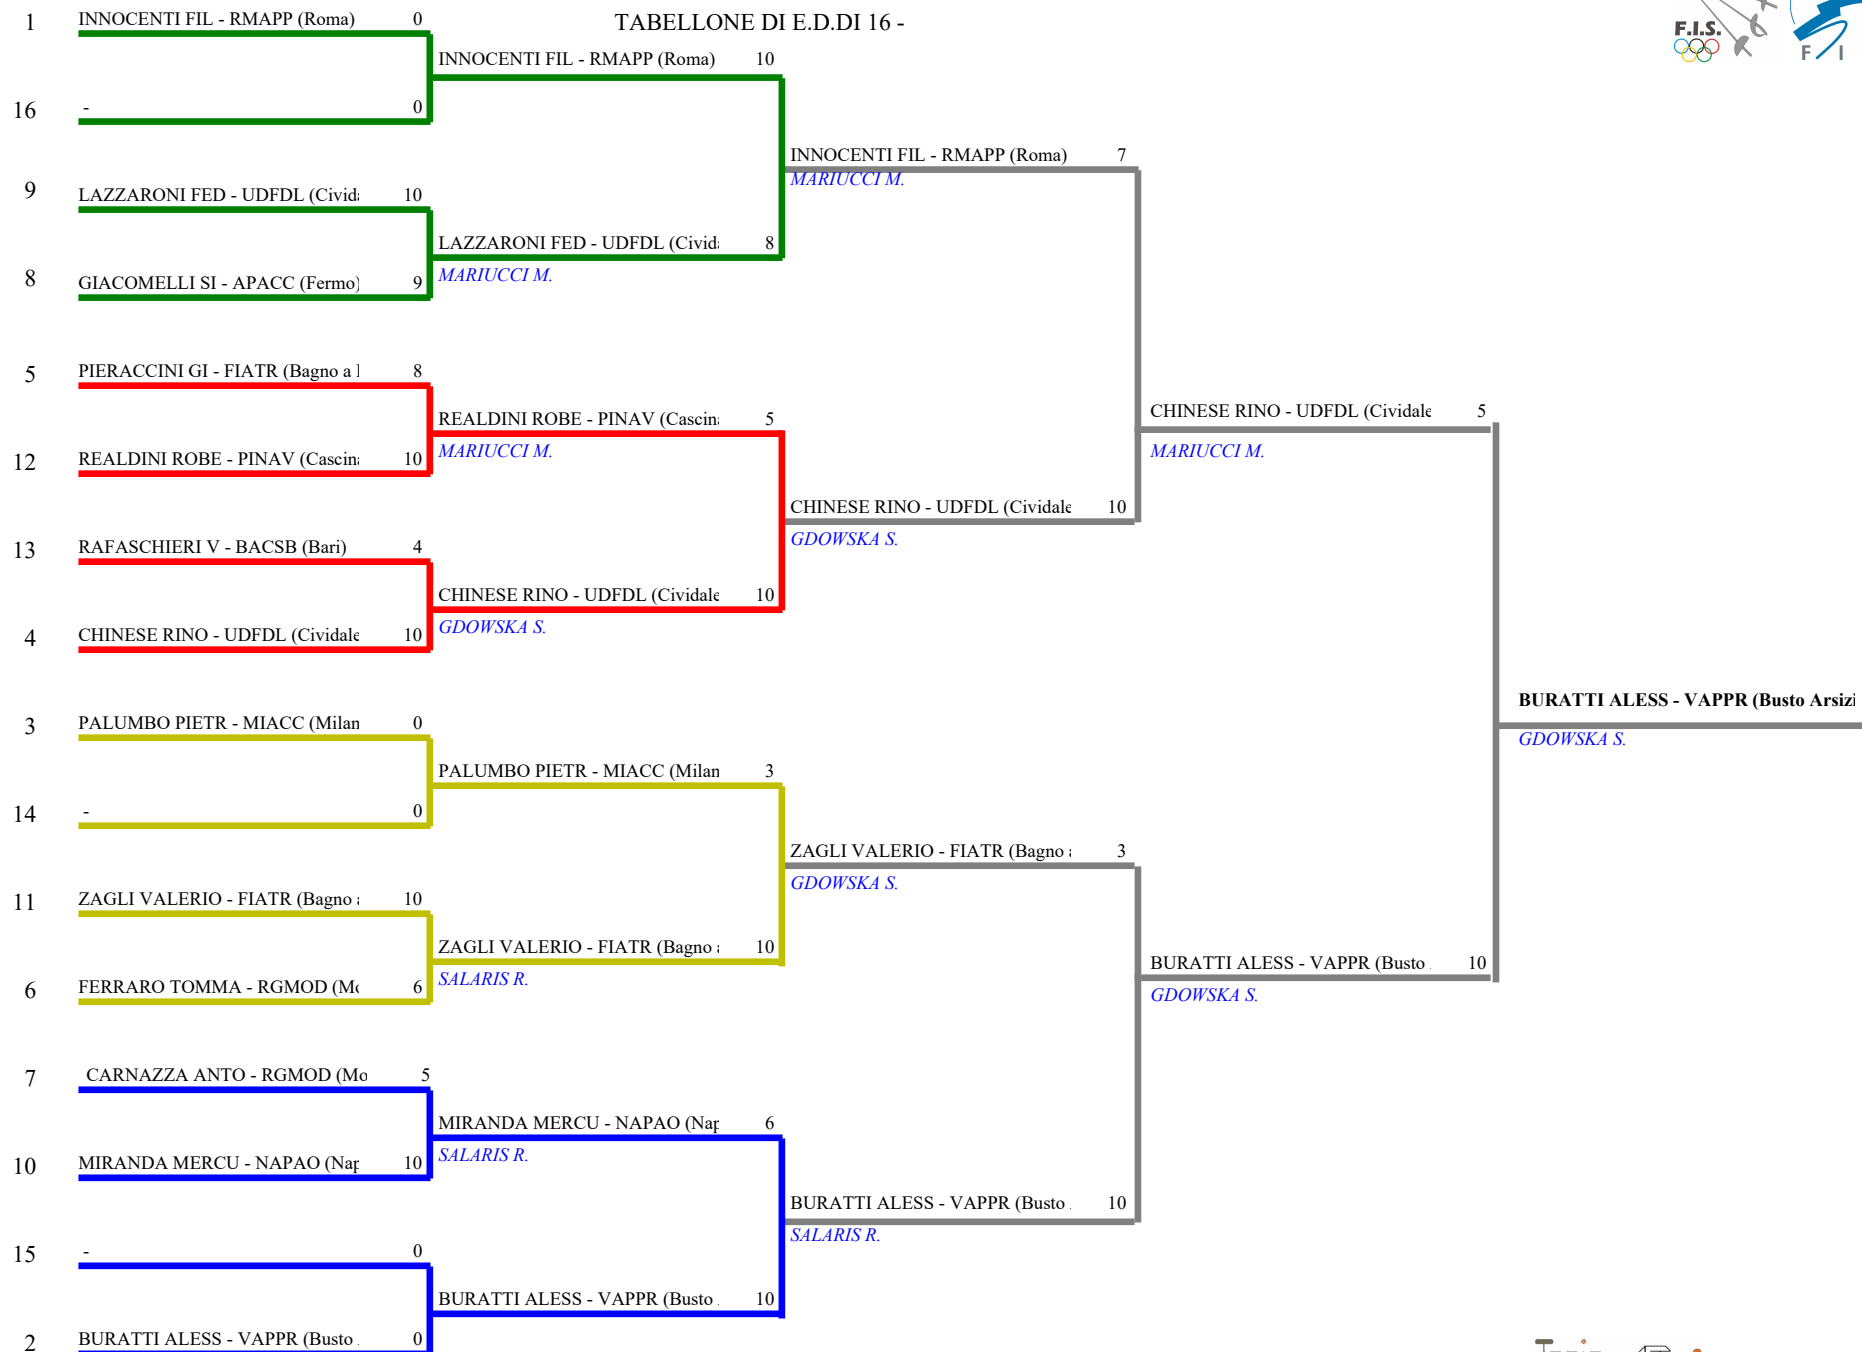 TABELLONE DI E.D.DI 16 -
F.I.S.
F I
1 INNOCENTI FIL - RMAPP (Roma) 0
INNOCENTI FIL - RMAPP (Roma) 10
16 - 0
INNOCENTI FIL - RMAPP (Roma) 7
MARIUCCI M.
9 LAZZARONI FED - UDFDL (Civida 10
LAZZARONI FED - UDFDL (Civida 8
MARIUCCI M.
8 GIACOMELLI SI - APACC (Fermo) 9
5 PIERACCINI GI - FIATR (Bagno a 8
CHINESE RINO - UDFDL (Cividale 5
MARIUCCI M.
REALDINI ROBE - PINAV (Cascina 5
MARIUCCI M.
12 REALDINI ROBE - PINAV (Cascina 10
CHINESE RINO - UDFDL (Cividale 10
GDOWSKA S.
13 RAFASCHIERI V - BACSB (Bari) 4
CHINESE RINO - UDFDL (Cividale 10
GDOWSKA S.
4 CHINESE RINO - UDFDL (Cividale 10
BURATTI ALESS - VAPPR (Busto Arsizi
GDOWSKA S.
3 PALUMBO PIETR - MIACC (Milan 0
PALUMBO PIETR - MIACC (Milan 3
14 - 0
ZAGLI VALERIO - FIATR (Bagno a 3
GDOWSKA S.
11 ZAGLI VALERIO - FIATR (Bagno a 10
ZAGLI VALERIO - FIATR (Bagno a 10
SALARIS R.
BURATTI ALESS - VAPPR (Busto 10
GDOWSKA S.
6 FERRARO TOMMA - RGMOD (Mo 6
7 CARNAZZA ANTO - RGMOD (Mo 5
MIRANDA MERCU - NAPAO (Nap 6
SALARIS R.
10 MIRANDA MERCU - NAPAO (Nap 10
BURATTI ALESS - VAPPR (Busto 10
SALARIS R.
15 - 0
BURATTI ALESS - VAPPR (Busto 10
2 BURATTI ALESS - VAPPR (Busto 0